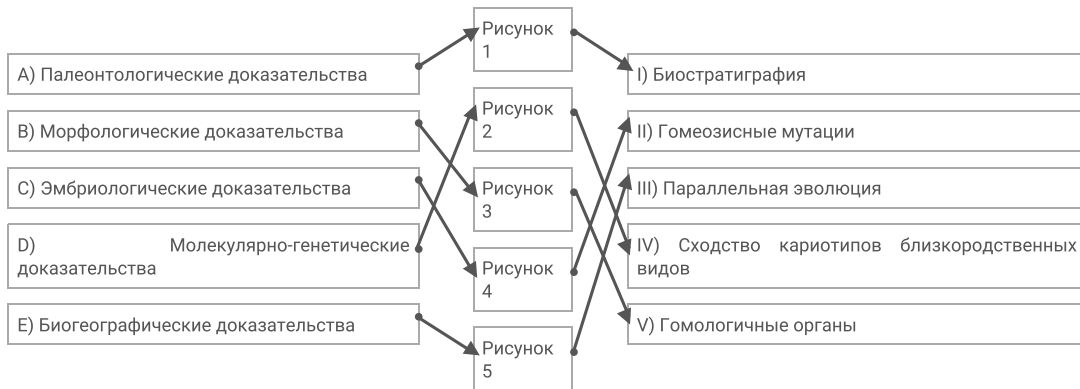 А) Палеонтологические доказательства
В) Морфологические доказательства
С) Эмбриологические доказательства
D) Молекулярно-генетические
доказательства
Е) Биогеографические доказательства
Рисунок
1
Рисунок
2
Рисунок
3
Рисунок
4
Рисунок
5
I) Биостратиграфия
II) Гомеозисные мутации
III) Параллельная эволюция
IV) Сходство кариотипов близкородственных
видов
V) Гомологичные органы